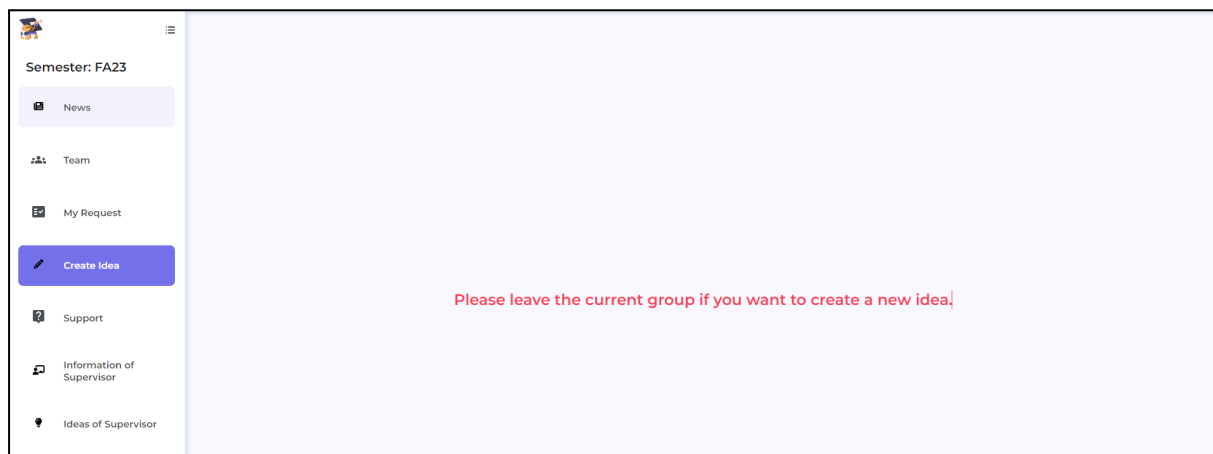 Semester: FA23
News
Team
My Request
Create Idea
Support
Information of
Supervisor
Ideas of Supervisor
Please leave the current group if you want to create a new idea.